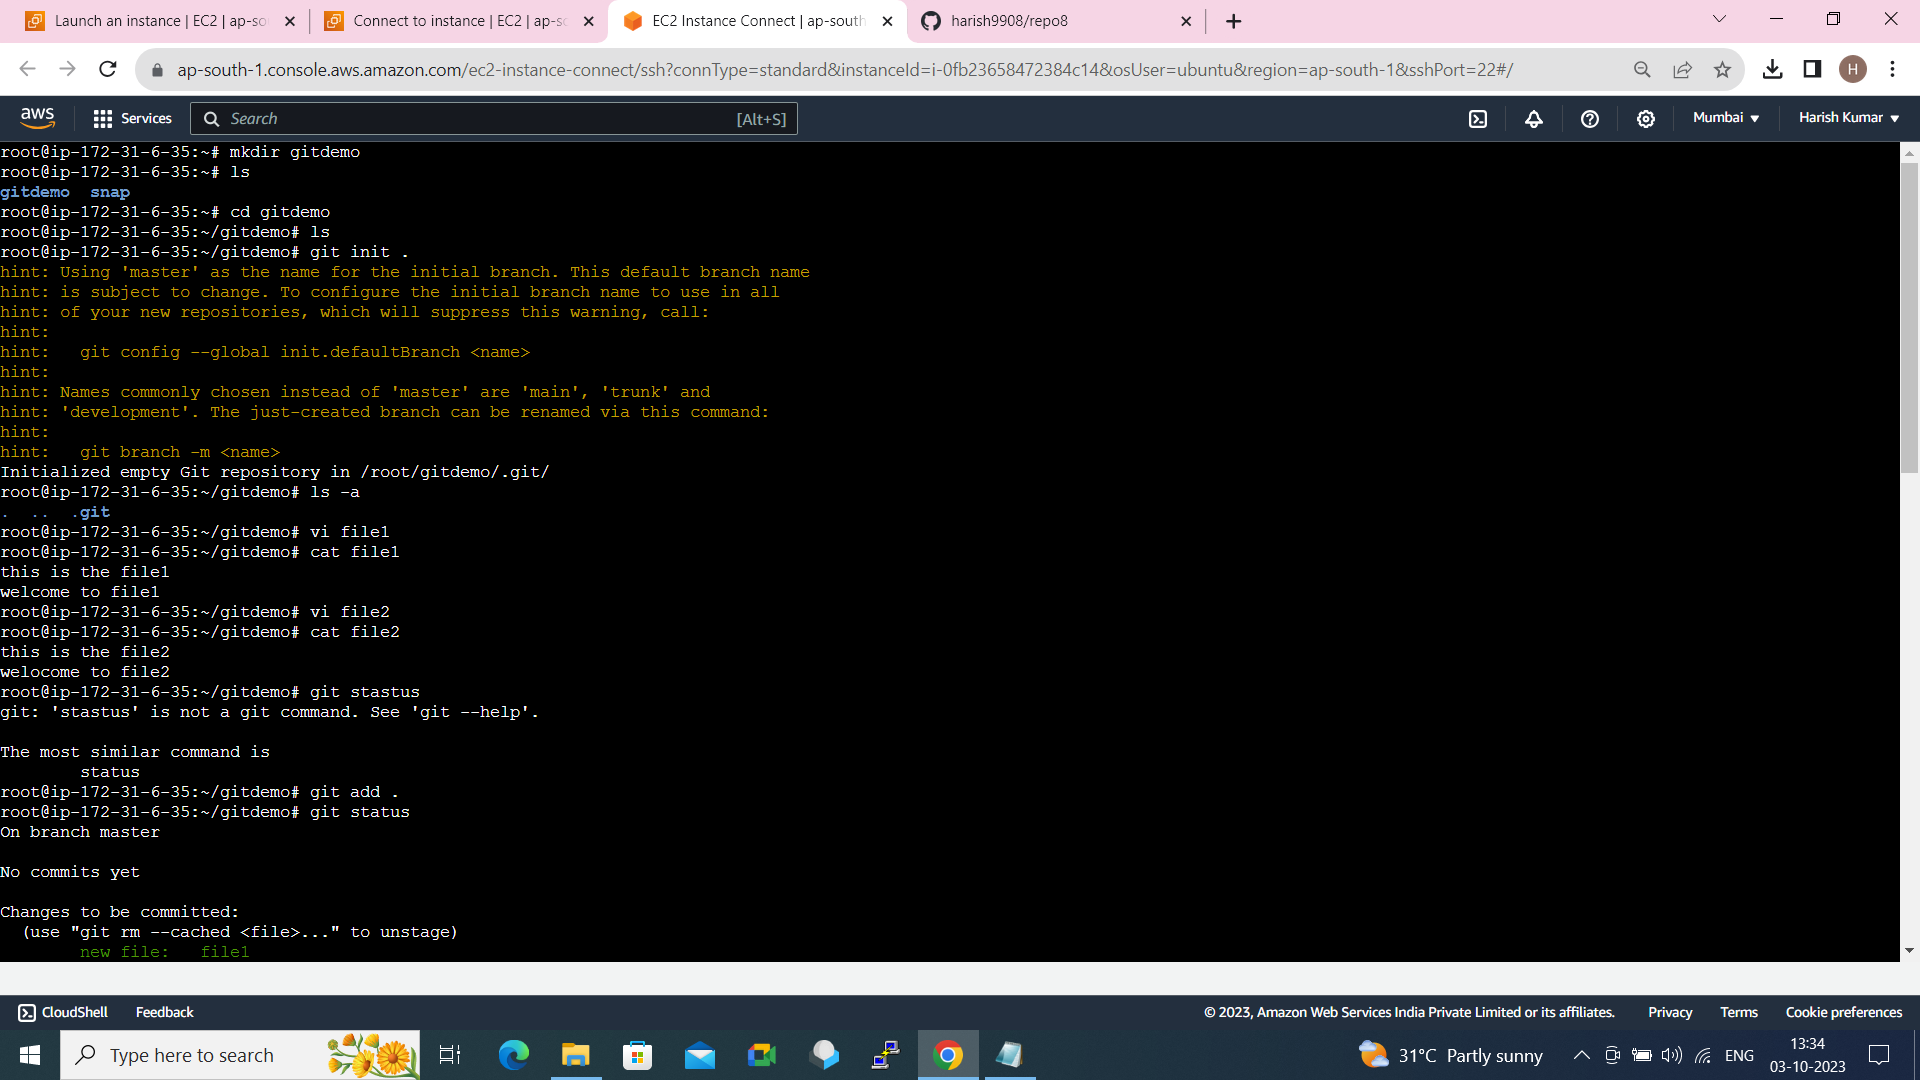 Launch an instance | EC2 | ap-so
Connect to instance | EC2 | ap-s
EC2 Instance Connect | ap-south
harish9908/repo8
ap-south-1.console.aws.amazon.com/ec2-instance-connect/ssh?connType=standard&instanceId=i-0fb23658472384c14&osUser=ubuntu&region=ap-south-1&sshPort=22#/
H
aws
Services
Search
[Alt+S]
Mumbai
Harish Kumar
root@ip-172-31-6-35:~# mkdir gitdemo
root@ip-172-31-6-35:~# ls
gitdemo  snap
root@ip-172-31-6-35:~# cd gitdemo
root@ip-172-31-6-35:~/gitdemo# ls
root@ip-172-31-6-35:~/gitdemo# git init .
hint: Using 'master' as the name for the initial branch. This default branch name
hint: is subject to change. To configure the initial branch name to use in all
hint: of your new repositories, which will suppress this warning, call:
hint:
hint:   git config --global init.defaultBranch <name>
hint:
hint: Names commonly chosen instead of 'master' are 'main', 'trunk' and
hint: 'development'. The just-created branch can be renamed via this command:
hint:
hint:   git branch -m <name>
Initialized empty Git repository in /root/gitdemo/.git/
root@ip-172-31-6-35:~/gitdemo# ls -a
.  ..  .git
root@ip-172-31-6-35:~/gitdemo# vi file1
root@ip-172-31-6-35:~/gitdemo# cat file1
this is the file1
welcome to file1
root@ip-172-31-6-35:~/gitdemo# vi file2
root@ip-172-31-6-35:~/gitdemo# cat file2
this is the file2
welocome to file2
root@ip-172-31-6-35:~/gitdemo# git stastus
git: 'stastus' is not a git command. See 'git --help'.
The most similar command is
        status
root@ip-172-31-6-35:~/gitdemo# git add .
root@ip-172-31-6-35:~/gitdemo# git status
On branch master
No commits yet
Changes to be committed:
  (use "git rm --cached <file>..." to unstage)
        new file:   file1
CloudShell
Feedback
© 2023, Amazon Web Services India Private Limited or its affiliates.
Privacy
Terms
Cookie preferences
Type here to search
31°C Partly sunny
ENG
13:34
03-10-2023